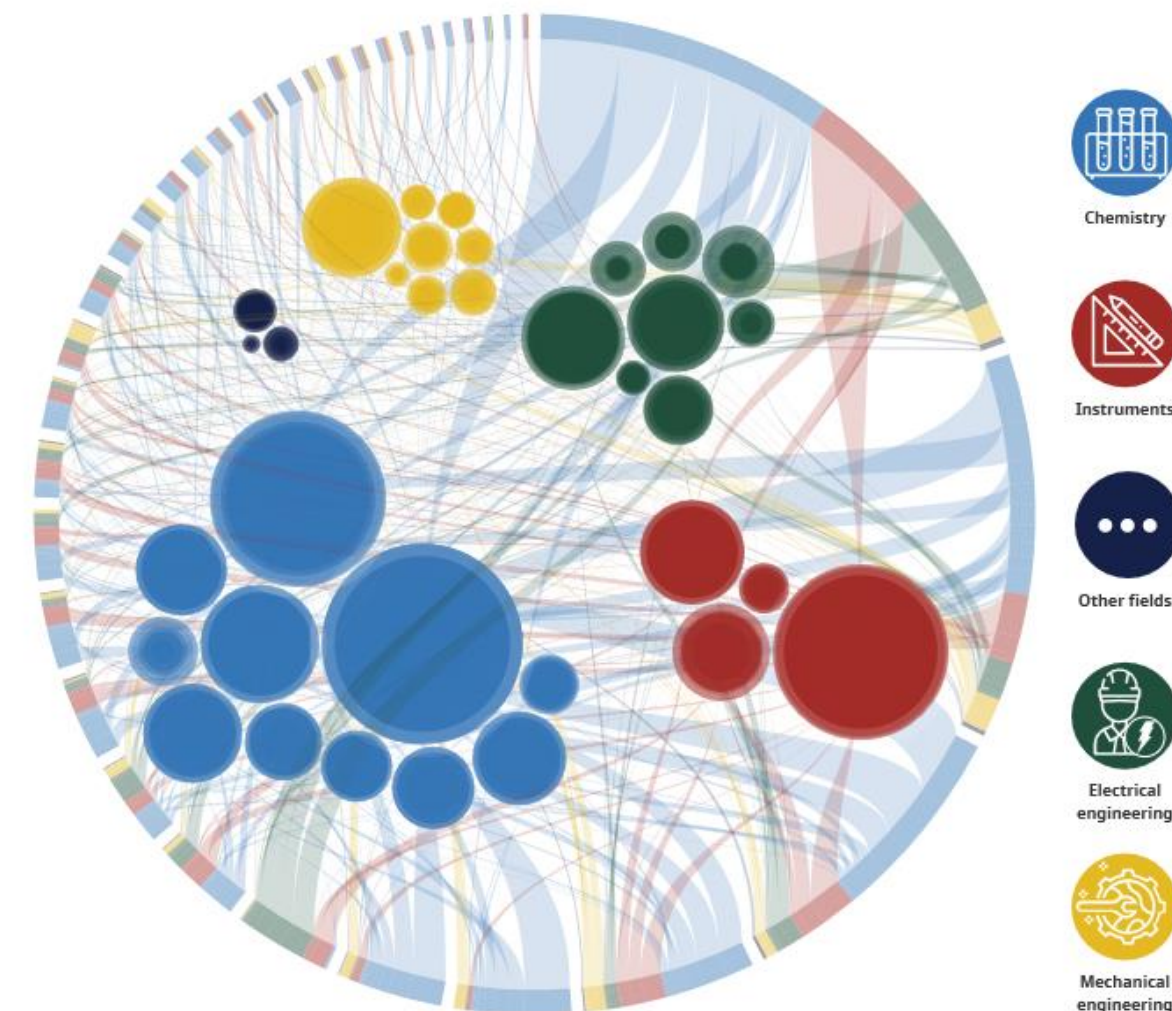 Chemistry
Instruments
Other fields
Electrical
engineering
Mechanical
engineering